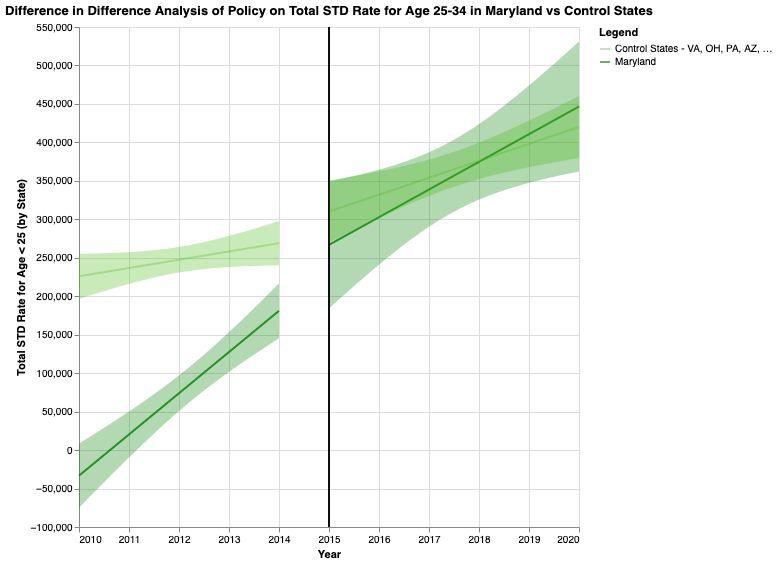 Difference in Difference Analysis of Policy on Total STD Rate for Age 25-34 in Maryland vs Control States
Legend
Control States - VA, OH, PA, AZ, …
Maryland
Total STD Rate for Age < 25 (by State)
550,000
500,000
450,000
400,000
350,000
300,000
250,000
200,000
150,000
100,000
50,000
0
−50,000
−100,000
2010 2011 2012 2013 2014 2015 2016 2017 2018 2019 2020
Year